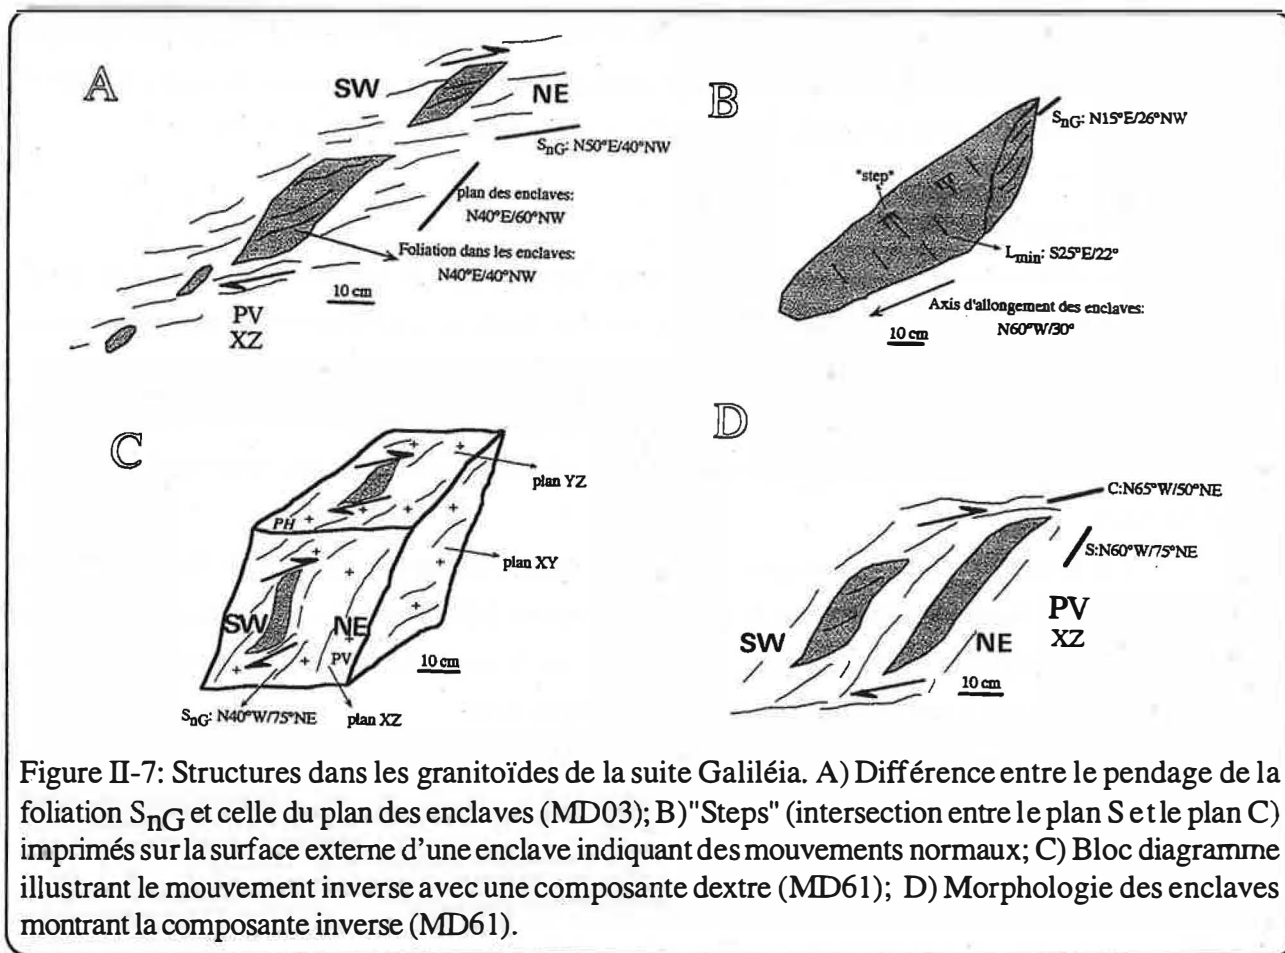 A
SW
NE
SnG: N50°E/40°NW
plan des enclaves:
N40°E/60°NW
Foliation dans les enclaves:
N40°E/40°NW
10 cm
PV
XZ
B
SnG: N15°E/26°NW
"step"
Lmin: S25°E/22°
Axis d'allongement des enclaves:
N60°W/30°
10 cm
C
plan YZ
PH
plan XY
SW
NE
PV
10 cm
SnG: N40°W/75°NE
plan XZ
D
C:N65°W/50°NE
S:N60°W/75°NE
PV
XZ
SW
NE
10 cm
Figure II-7: Structures dans les granitoïdes de la suite Galiléia. A) Différence entre le pendage de la
foliation SnG et celle du plan des enclaves (MD03); B)"Steps" (intersection entre le plan S et le plan C)
imprimés sur la surface externe d'une enclave indiquant des mouvements normaux; C) Bloc diagramme
illustrant le mouvement inverse avec une composante dextre (MD61); D) Morphologie des enclaves
montrant la composante inverse (MD61).